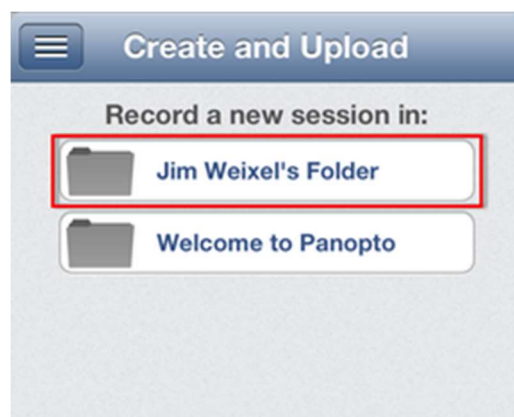 Create and Upload
Record a new session in:
Jim Weixel's Folder
Welcome to Panopto